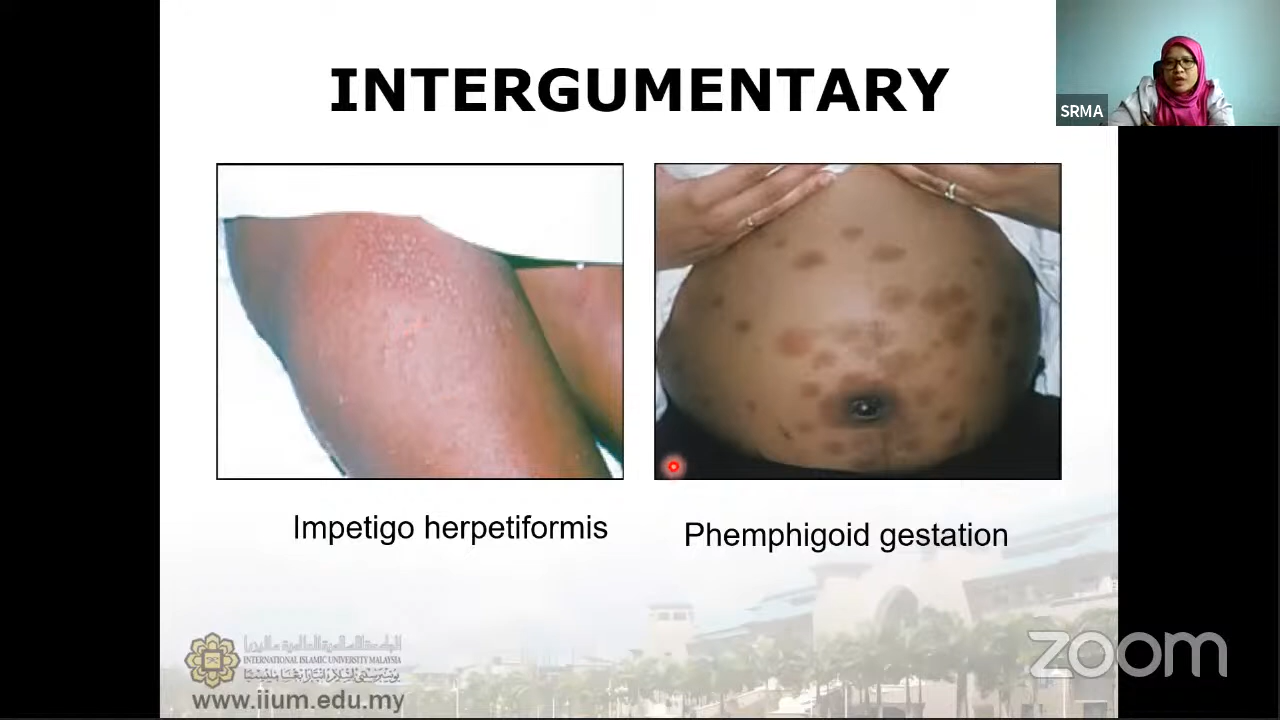 INTERGUMENTARY
SRMA
Impetigo herpetiformis
Phemphigoid gestation
INTERNATIONAL ISLAMIC UNIVERSITY MALAYSIA
www.iium.edu.my
zoom